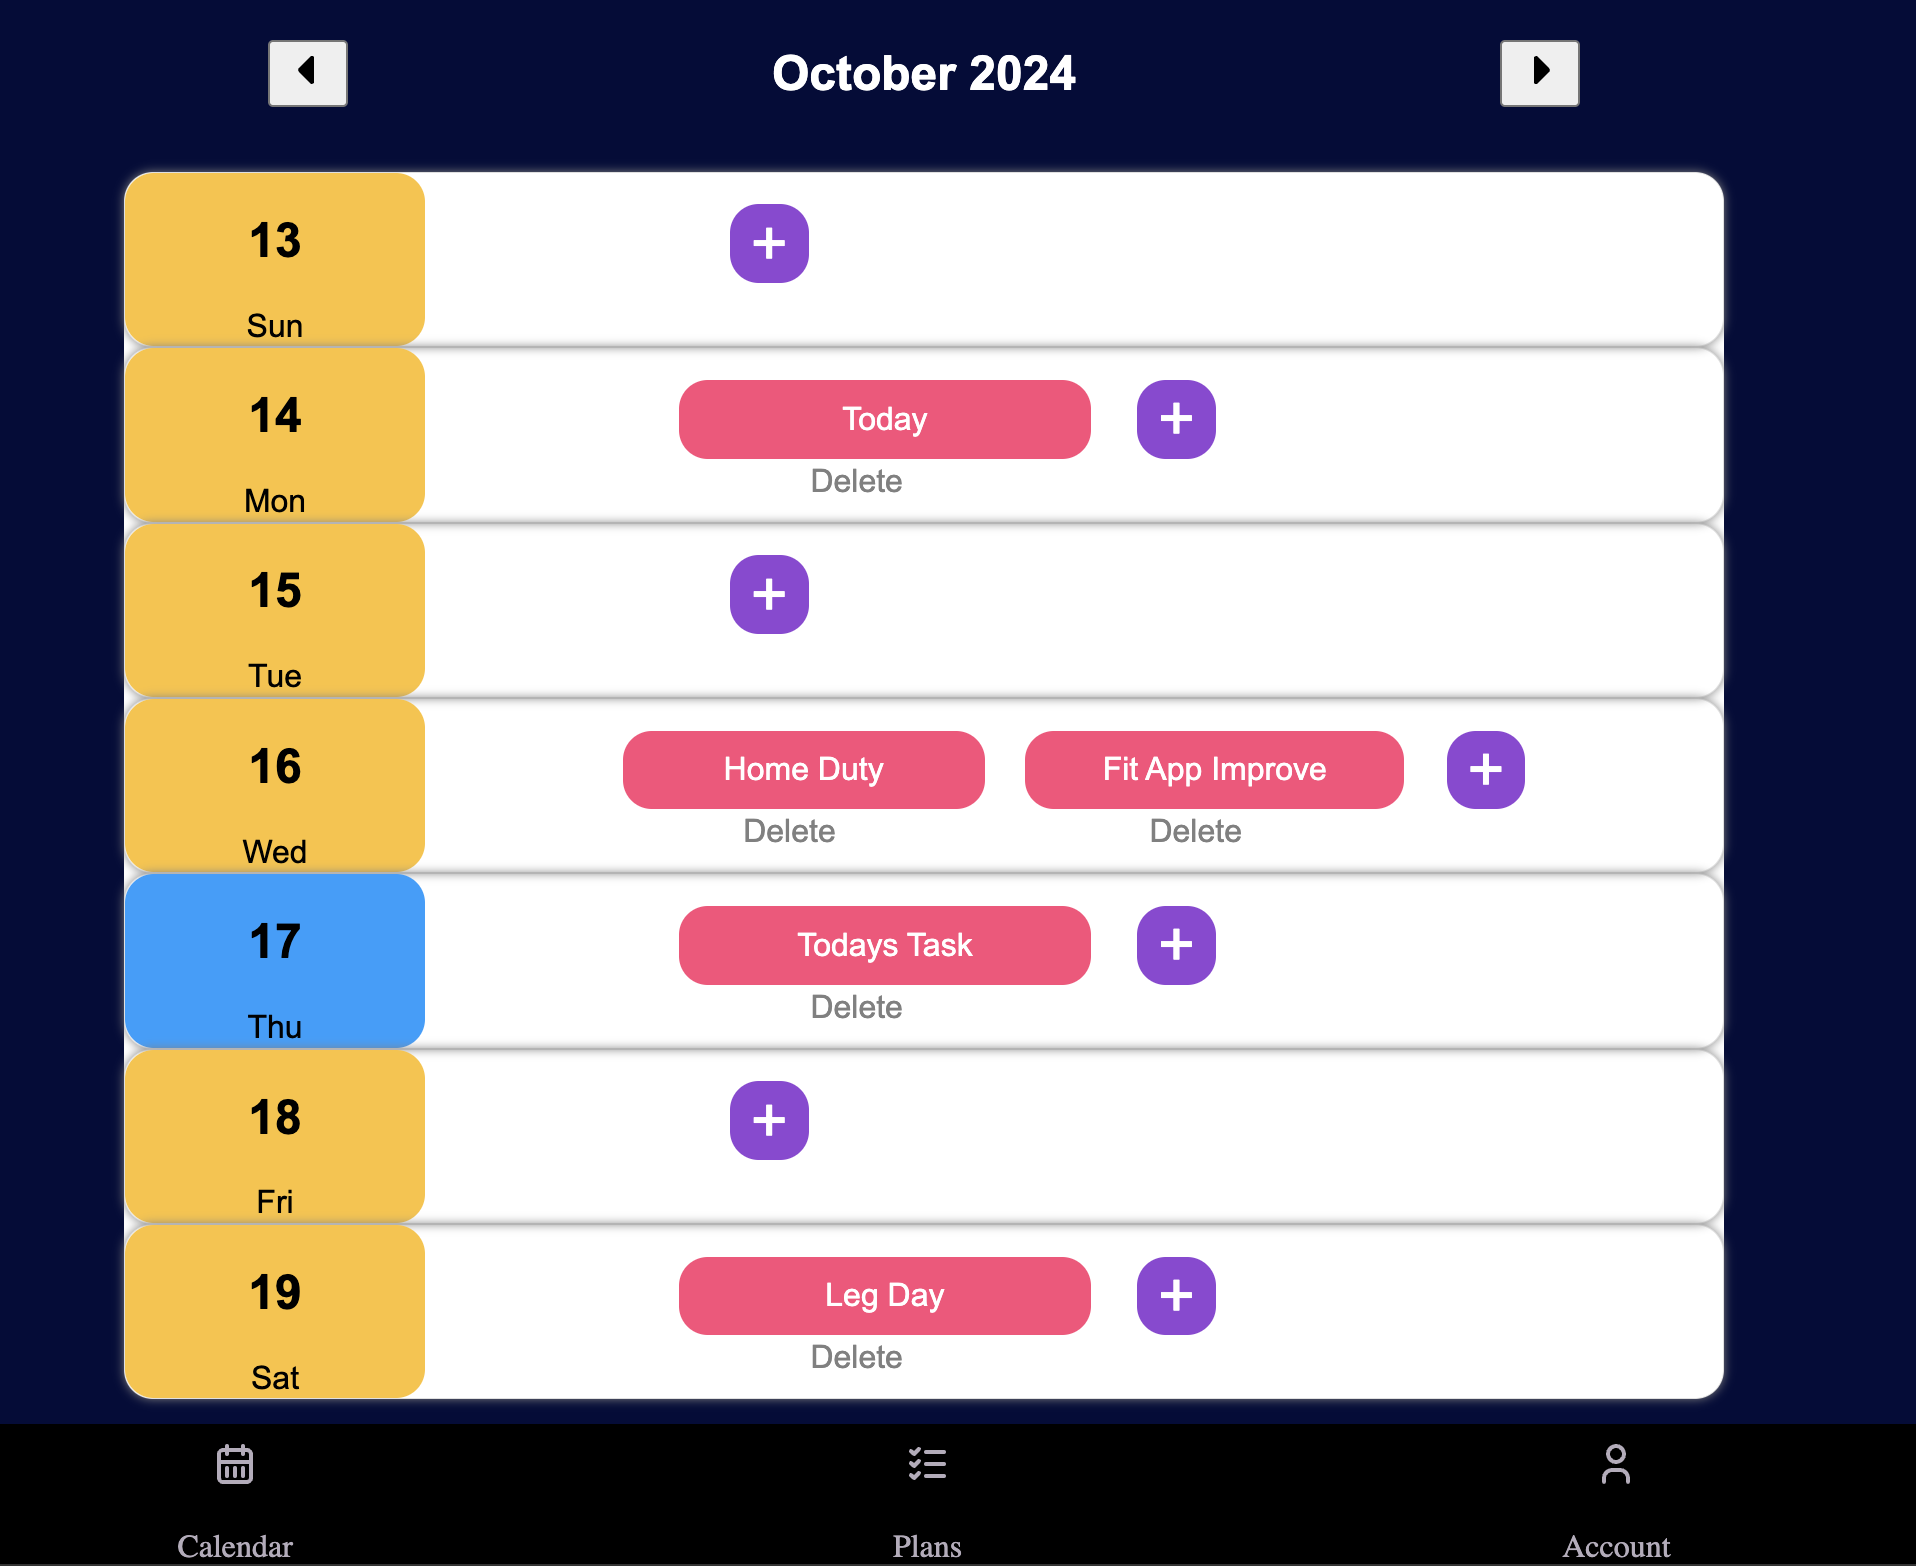 October 2024
13
Sun
14
Mon
Today
Delete
15
Tue
16
Wed
Home Duty Fit App Improve
Delete Delete
17
Thu
Todays Task
Delete
18
Fri
19
Sat
Leg Day
Delete
Calendar Plans Account